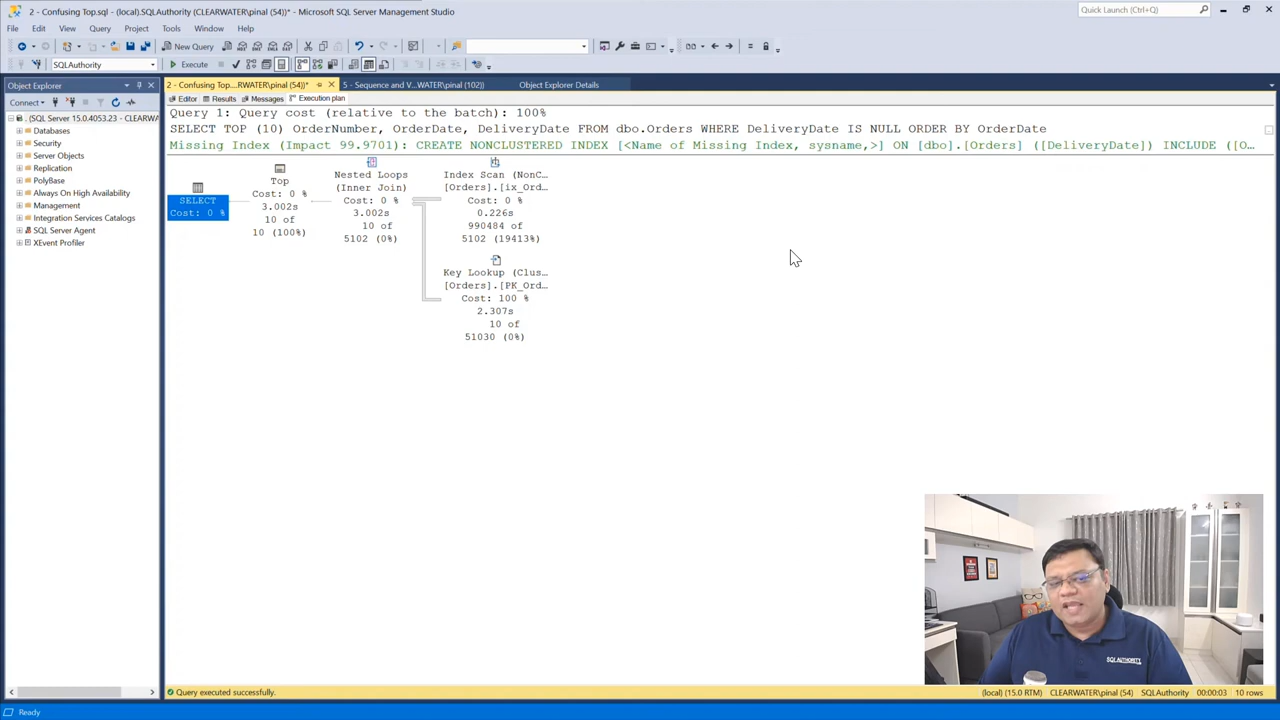 2 - Confusing Top.sql - (local).SQLAuthority (CLEARWATER\pinal (54))* - Microsoft SQL Server Management Studio
Quick Launch (Ctrl+Q)
File Edit View Query Project Tools Window Help
New Query
SQLAuthority
Execute
Object Explorer
2 - Confusing Top....RWATER\pinal (54))*
5 - Sequence and V...WATER\pinal (102))
Object Explorer Details
Connect
Editor Results Messages Execution plan
. (SQL Server 15.0.4053.23 - CLEARWA
Databases
Security
Server Objects
Replication
PolyBase
Always On High Availability
Management
Integration Services Catalogs
SQL Server Agent
XEvent Profiler
Query 1: Query cost (relative to the batch): 100%
SELECT TOP (10) OrderNumber, OrderDate, DeliveryDate FROM dbo.Orders WHERE DeliveryDate IS NULL ORDER BY OrderDate
Missing Index (Impact 99.9701): CREATE NONCLUSTERED INDEX [<Name of Missing Index, sysname,>] ON [dbo].[Orders] ([DeliveryDate]) INCLUDE ([O...
SELECT
Cost: 0 %
Top
Cost: 0 %
3.002s
10 of
10 (100%)
Nested Loops
(Inner Join)
Cost: 0 %
3.002s
10 of
5102 (0%)
Index Scan (NonC...
[Orders].[ix_Ord...
Cost: 0 %
0.226s
990484 of
5102 (19413%)
Key Lookup (Clus...
[Orders].[PK_Ord...
Cost: 100 %
2.307s
10 of
51030 (0%)
SQLAUTHORITY
Query executed successfully.
(local) (15.0 RTM) CLEARWATER\pinal (54) SQLAuthority 00:00:03 10 rows
Ready